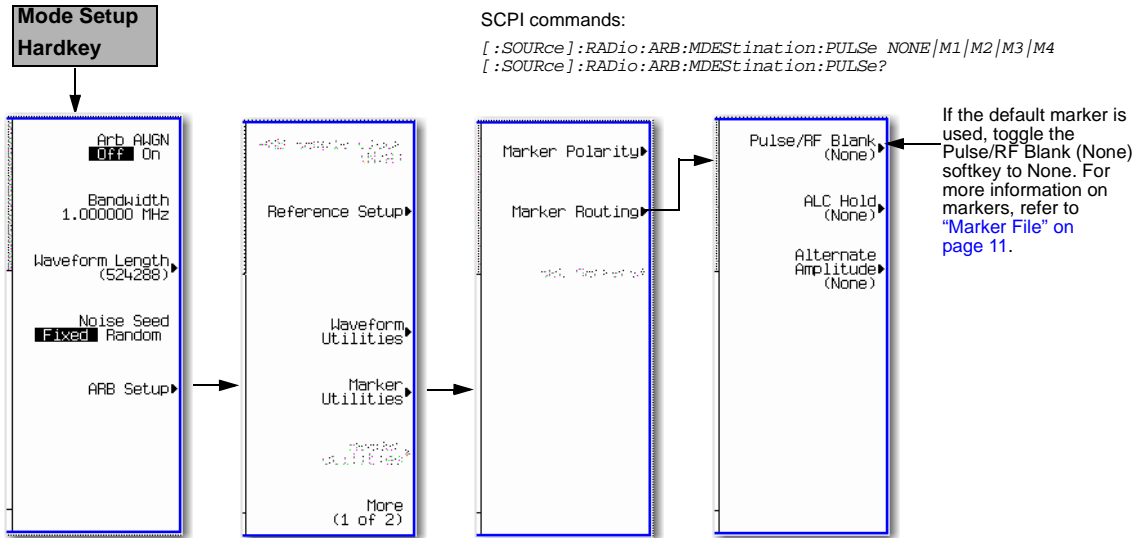 Mode Setup
Hardkey
SCPI commands:
[:SOURce]:RADio:ARB:MDEStination:PULSe NONE|M1|M2|M3|M4
[:SOURce]:RADio:ARB:MDEStination:PULSe?
Arb AWGN
Off On
Bandwidth
1.000000 MHz
Waveform Length
(524288)
Noise Seed
Fixed Random
ARB Setup
Reference Setup
Waveform
Utilities
Marker
Utilities
More
(1 of 2)
Marker Polarity
Marker Routing
Pulse/RF Blank
(None)
ALC Hold
(None)
Alternate
Amplitude
(None)
If the default marker is
used, toggle the
Pulse/RF Blank (None)
softkey to None. For
more information on
markers, refer to
“Marker File” on
page 11.